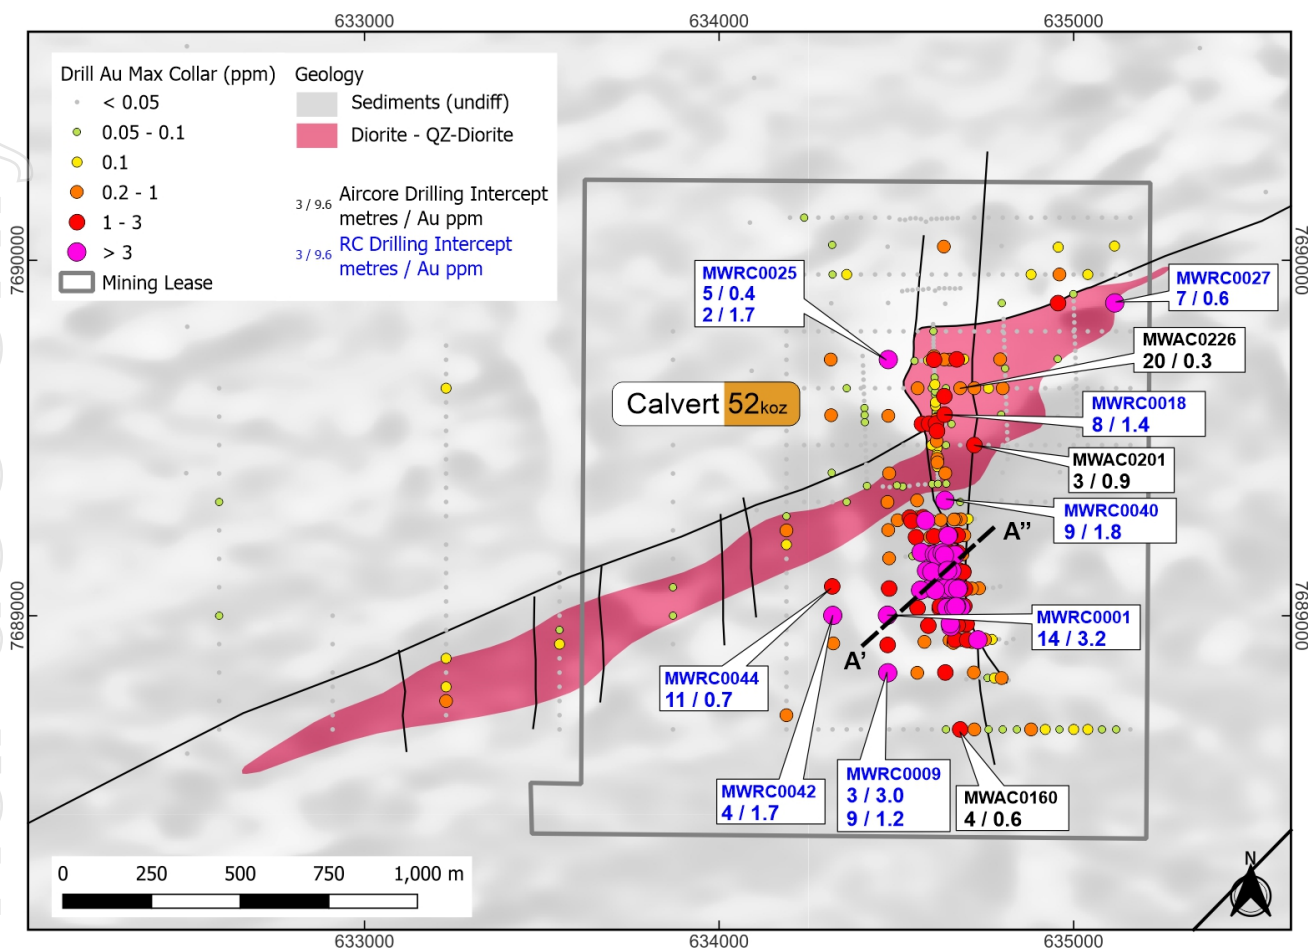 633000
634000
635000
Drill Au Max Collar (ppm)
< 0.05
0.05 - 0.1
0.1
0.2 - 1
1 - 3
> 3
Mining Lease
Geology
Sediments (undiff)
Diorite - QZ-Diorite
3 / 9.6
Aircore Drilling Intercept
metres / Au ppm
3 / 9.6
RC Drilling Intercept
metres / Au ppm
7690000
7690000
MWRC0025
5 / 0.4
2 / 1.7
MWRC0027
7 / 0.6
MWAC0226
20 / 0.3
Calvert 52koz
MWRC0018
8 / 1.4
MWAC0201
3 / 0.9
MWRC0040
9 / 1.8
A''
7689000
7689000
MWRC0001
14 / 3.2
A'
MWRC0044
11 / 0.7
MWRC0042
4 / 1.7
MWRC0009
3 / 3.0
9 / 1.2
MWAC0160
4 / 0.6
0 250 500 750 1,000 m
N
633000
634000
635000